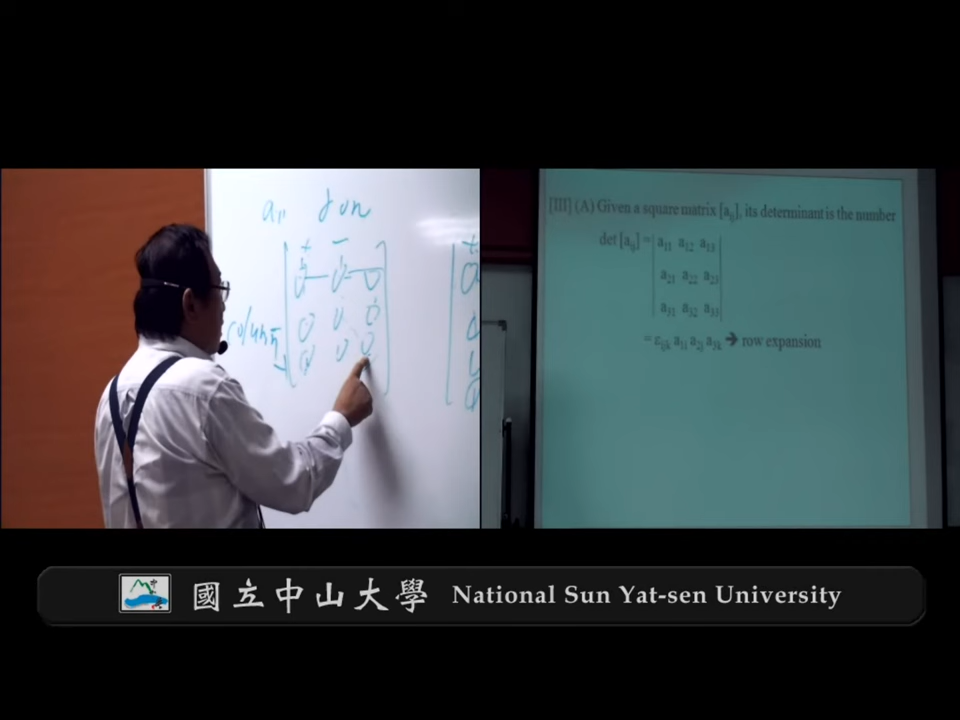 a₁₁ row
+ −
column
[III] (A) Given a square matrix [aᵢⱼ], its determinant is the number
det [aᵢⱼ] = a₁₁ a₁₂ a₁₃
a₂₁ a₂₂ a₂₃
a₃₁ a₃₂ a₃₃
= εᵢⱼₖ a₁ᵢ a₂ⱼ a₃ₖ ➔ row expansion
國立中山大學 National Sun Yat-sen University